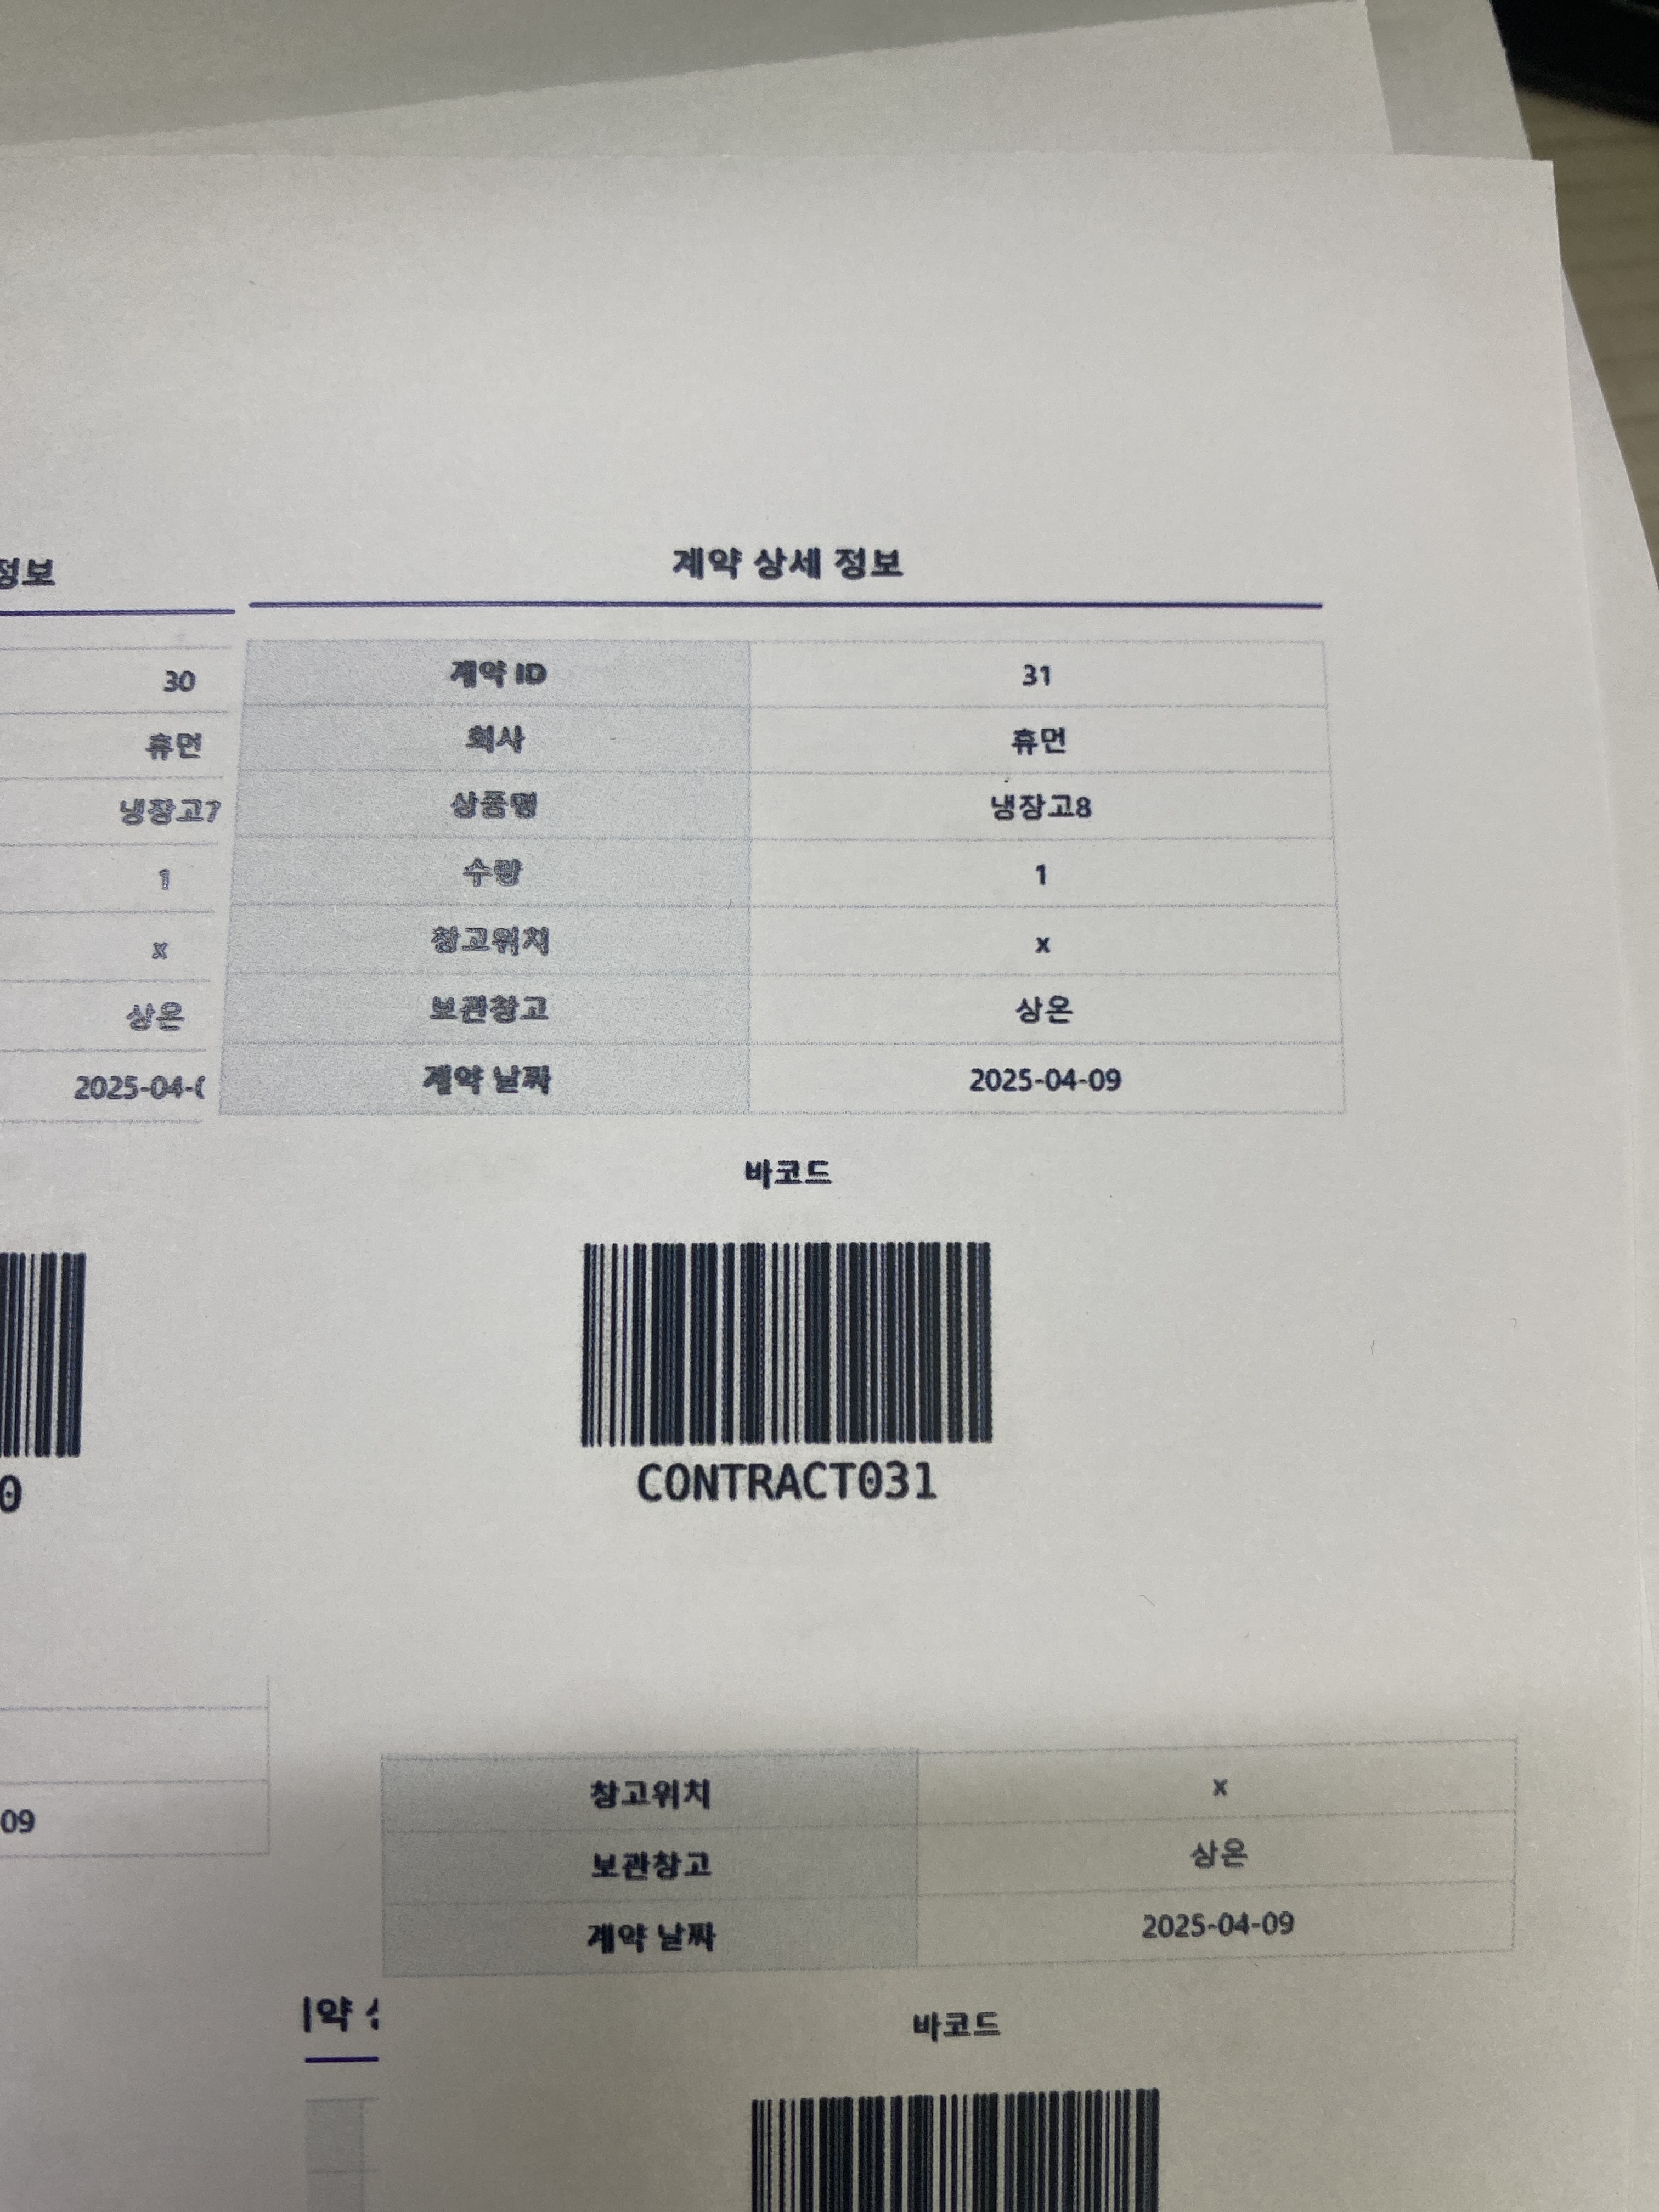 정보
30
휴먼
냉장고7
1
x
상온
2025-04-
0
계약 상세 정보
계약 ID 31
회사 휴먼
상품명 냉장고8
수량 1
창고위치 x
보관창고 상온
계약 날짜 2025-04-09
바코드
CONTRACT031
-09
창고위치 x
보관창고 상온
계약 날짜 2025-04-09
바코드
약